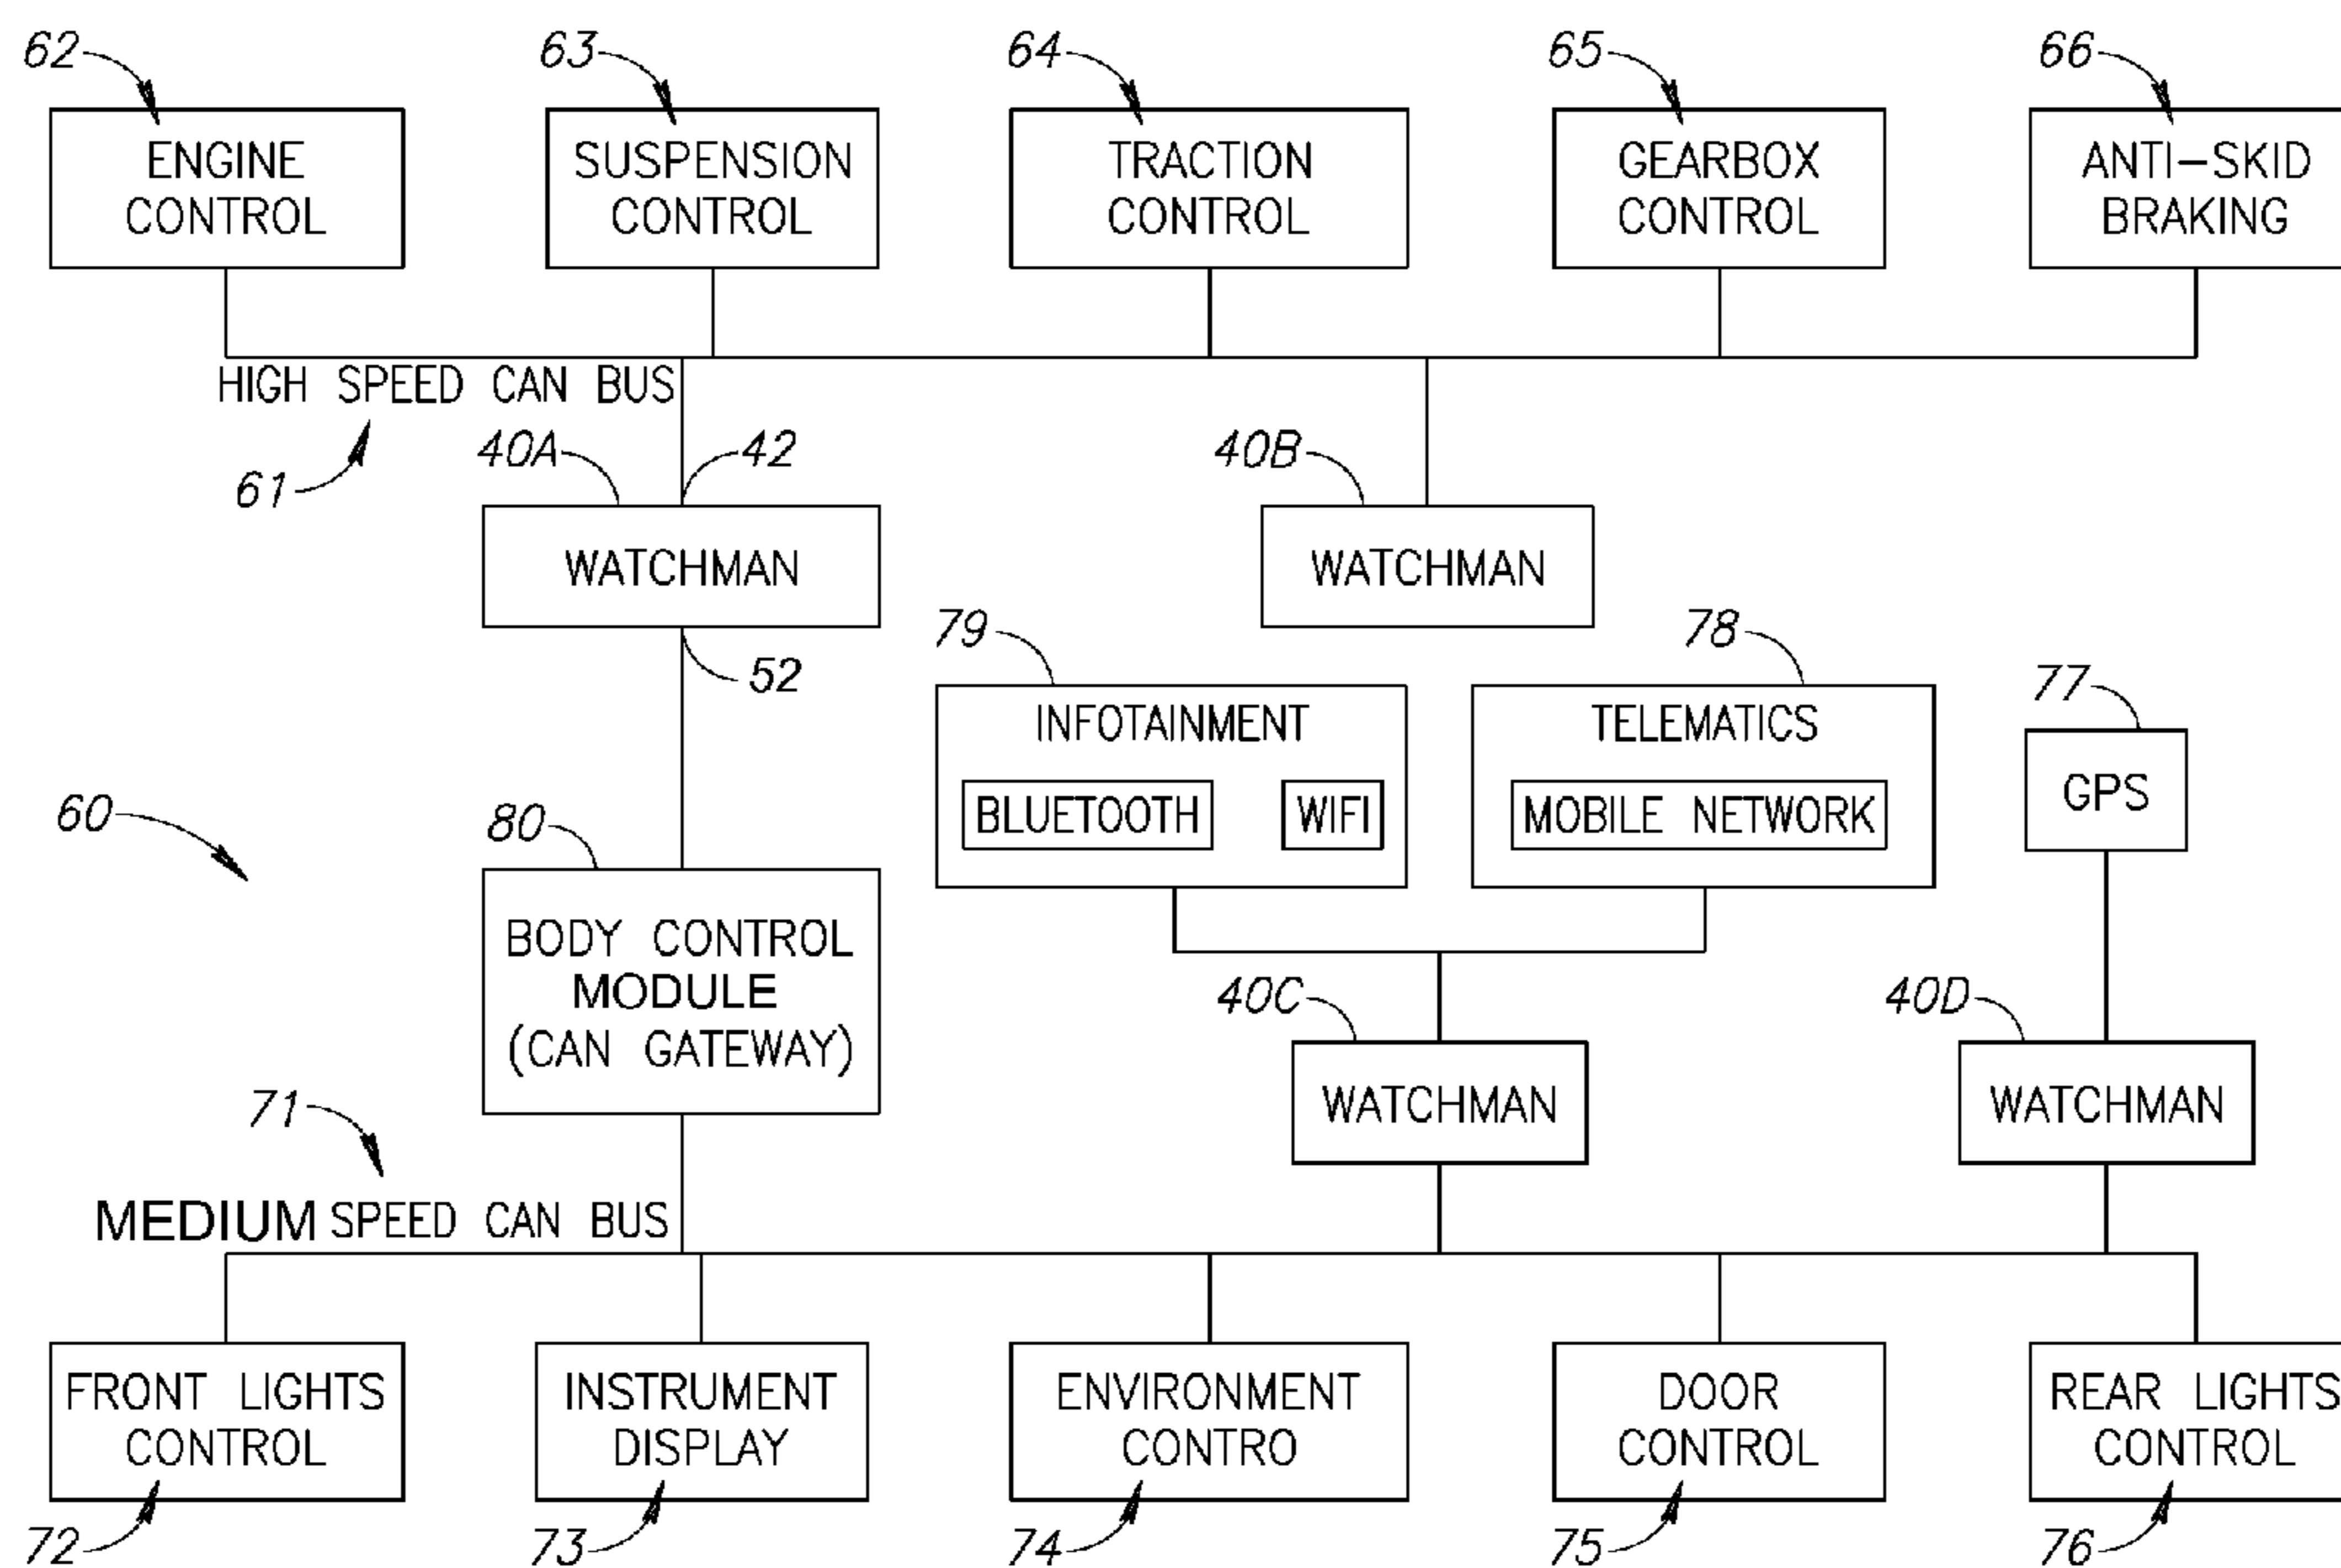 62
63
64
65
66
ENGINE
CONTROL
SUSPENSION
CONTROL
TRACTION
CONTROL
GEARBOX
CONTROL
ANTI-SKID
BRAKING
HIGH SPEED CAN BUS
61
40A
42
40B
WATCHMAN
WATCHMAN
52
79
78
77
INFOTAINMENT
BLUETOOTH
WIFI
TELEMATICS
MOBILE NETWORK
GPS
60
80
BODY CONTROL
MODULE
(CAN GATEWAY)
40C
40D
WATCHMAN
WATCHMAN
71
MEDIUM SPEED CAN BUS
FRONT LIGHTS
CONTROL
INSTRUMENT
DISPLAY
ENVIRONMENT
CONTRO
DOOR
CONTROL
REAR LIGHTS
CONTROL
72
73
74
75
76